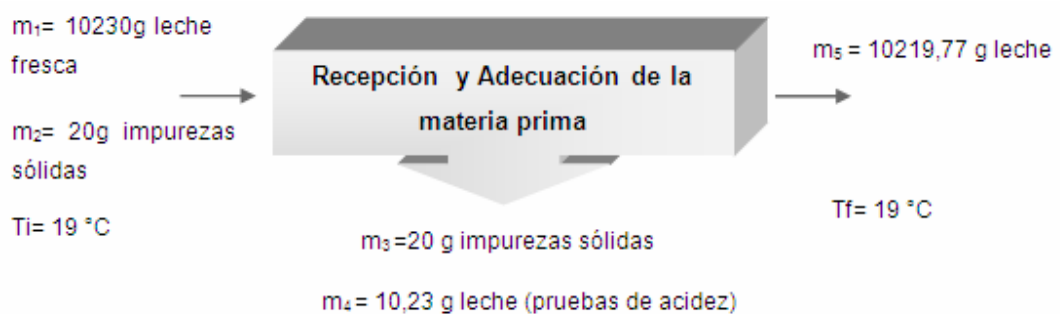 m₁= 10230g leche
fresca
m₂= 20g impurezas
sólidas
Ti= 19 °C
Recepción y Adecuación de la
materia prima
m₅ = 10219,77 g leche
Tf= 19 °C
m₃ =20 g impurezas sólidas
m₄ = 10,23 g leche (pruebas de acidez)